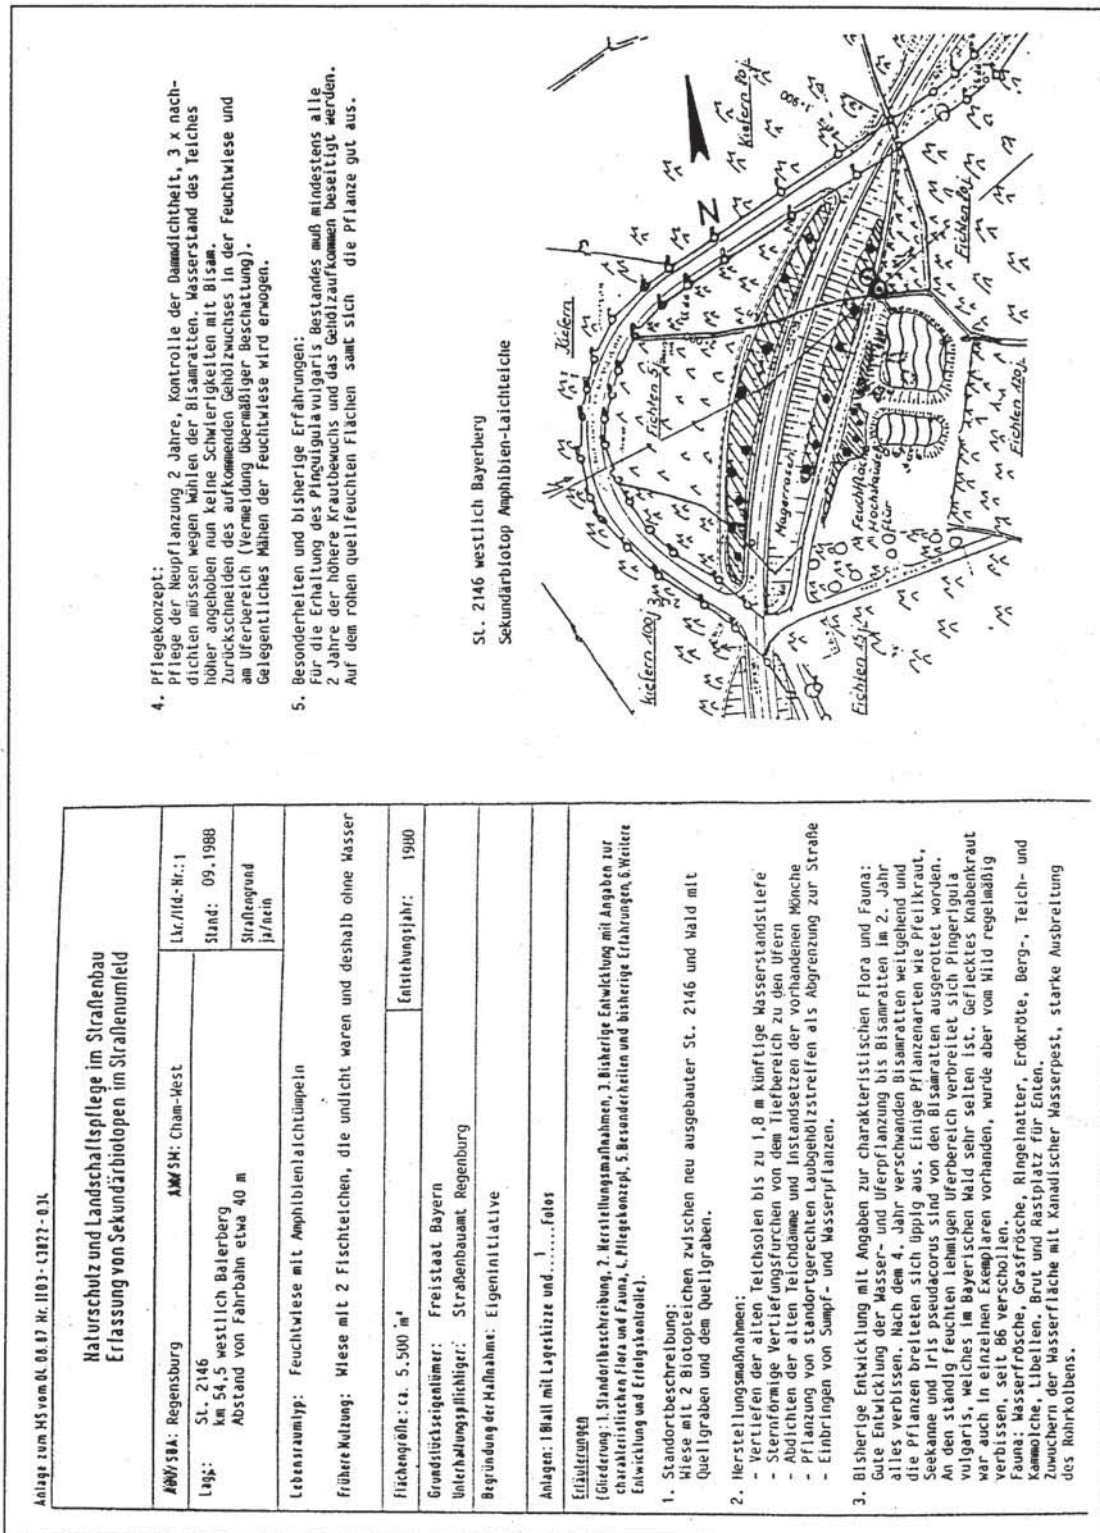 Anlage zum MS vom 04.08.87 Nr. II D3-43822-0.34
Naturschutz und Landschaftspflege im Straßenbau
Erfassung von Sekundärbiotopen im Straßenumfeld
SBA: Regensburg
SM: Cham-West
Lkr./lfd.-Nr.: 1
Lage: St. 2146
km 54,5 westlich Baierberg
Abstand von Fahrbahn etwa 40 m
Stand: 09.1988
Straßengrund
ja/nein
Lebensraumtyp: Feuchtwiese mit Amphibienlaichtümpeln
Frühere Nutzung: Wiese mit 2 Fischteichen, die undicht waren und deshalb ohne Wasser
Flächengröße: ca. 5.500 m²
Entstehungsjahr: 1980
Grundstückseigentümer: Freistaat Bayern
Unterhaltungspflichtiger: Straßenbauamt Regenburg
Begründung der Maßnahme: Eigeninitiative
Anlagen: 1 Blatt mit Lageskizze und ...1... Fotos
Erläuterungen
(Gliederung: 1. Standortbeschreibung, 2. Herstellungsmaßnahmen, 3. Bisherige Entwicklung mit Angaben zur
charakteristischen Flora und Fauna, 4. Pflegekonzept, 5. Besonderheiten und bisherige Erfahrungen, 6. Weitere
Entwicklung und Erfolgskontrolle).
1. Standortbeschreibung:
Wiese mit 2 Biotopteichen zwischen neu ausgebauter St. 2146 und Wald mit
Quellgraben und dem Quellgraben.
2. Herstellungsmaßnahmen:
- Vertiefen der alten Teichsolen bis zu 1,8 m künftige Wasserstandstiefe
- Sternförmige Vertiefungsfurchen von dem Tiefbereich zu den Ufern
- Abdichten der alten Teichdämme und Instandsetzen der vorhandenen Mönche
- Pflanzung von standortgerechten Laubgehölzstreifen als Abgrenzung zur Straße
- Einbringen von Sumpf- und Wasserpflanzen.
3. Bisherige Entwicklung mit Angaben zur charakteristischen Flora und Fauna:
Gute Entwicklung der Wasser- und Uferpflanzung bis Bisamratten im 2. Jahr
alles verbissen. Nach dem 4. Jahr verschwanden Bisamratten weitgehend und
die Pflanzen breiteten sich üppig aus. Einige Pflanzenarten wie Pfeilkraut,
Seekanne und Iris pseudacorus sind von den Bisamratten ausgerottet worden.
An den ständig feuchten lehmigen Uferbereich verbreitet sich Pingerigula
vulgaris, welches im Bayerischen Wald sehr selten ist. Geflecktes Knabenkraut
war auch in einzelnen Exemplaren vorhanden, wurde aber vom Wild regelmäßig
verbissen, seit 86 verschollen.
Fauna: Wasserfrösche, Grasfrösche, Ringelnatter, Erdkröte, Berg-, Teich- und
Kammolche, Libellen. Brut und Rastplatz für Enten.
Zuwuchern der Wasserfläche mit Kanadischer Wasserpest, starke Ausbreitung
des Rohrkolbens.
4. Pflegekonzept:
Pflege der Neupflanzung 2 Jahre, Kontrolle der Dammdichtheit, 3 x nach-
dichten müssen wegen Wühlen der Bisamratten. Wasserstand des Teiches
höher angehoben nun keine Schwierigkeiten mit Bisam.
Zurückschneiden des aufkommenden Gehölzwuchses in der Feuchtwiese und
am Uferbereich (Vermeidung übermäßiger Beschattung).
Gelegentliches Mähen der Feuchtwiese wird erwogen.
5. Besonderheiten und bisherige Erfahrungen:
Für die Erhaltung des Pinguigulavulgaris Bestandes muß mindestens alle
2 Jahre der höhere Krautbewuchs und das Gehölzaufkommen beseitigt werden.
Auf dem rohen quellfeuchten Flächen samt sich die Pflanze gut aus.
St. 2146 westlich Bayerberg
Sekundärbiotop Amphibien-Laichteiche
Kiefern 100j
Kiefern
Fichten 5j
N
Kiefern 80j
1+900
Magerrasen
Feuchtfläche
Hochstauden
flur
Fichten 15j
Fichten 80j
Fichten 120j